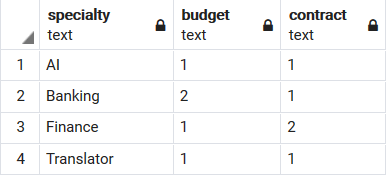 specialty budget contract
text text text
1 AI 1 1
2 Banking 2 1
3 Finance 1 2
4 Translator 1 1